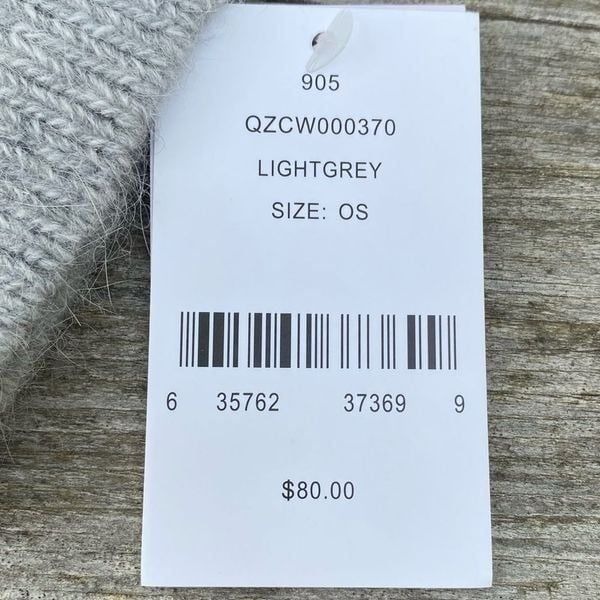 905
QZCW000370
LIGHTGREY
SIZE: OS
6 35762 37369 9
$80.00